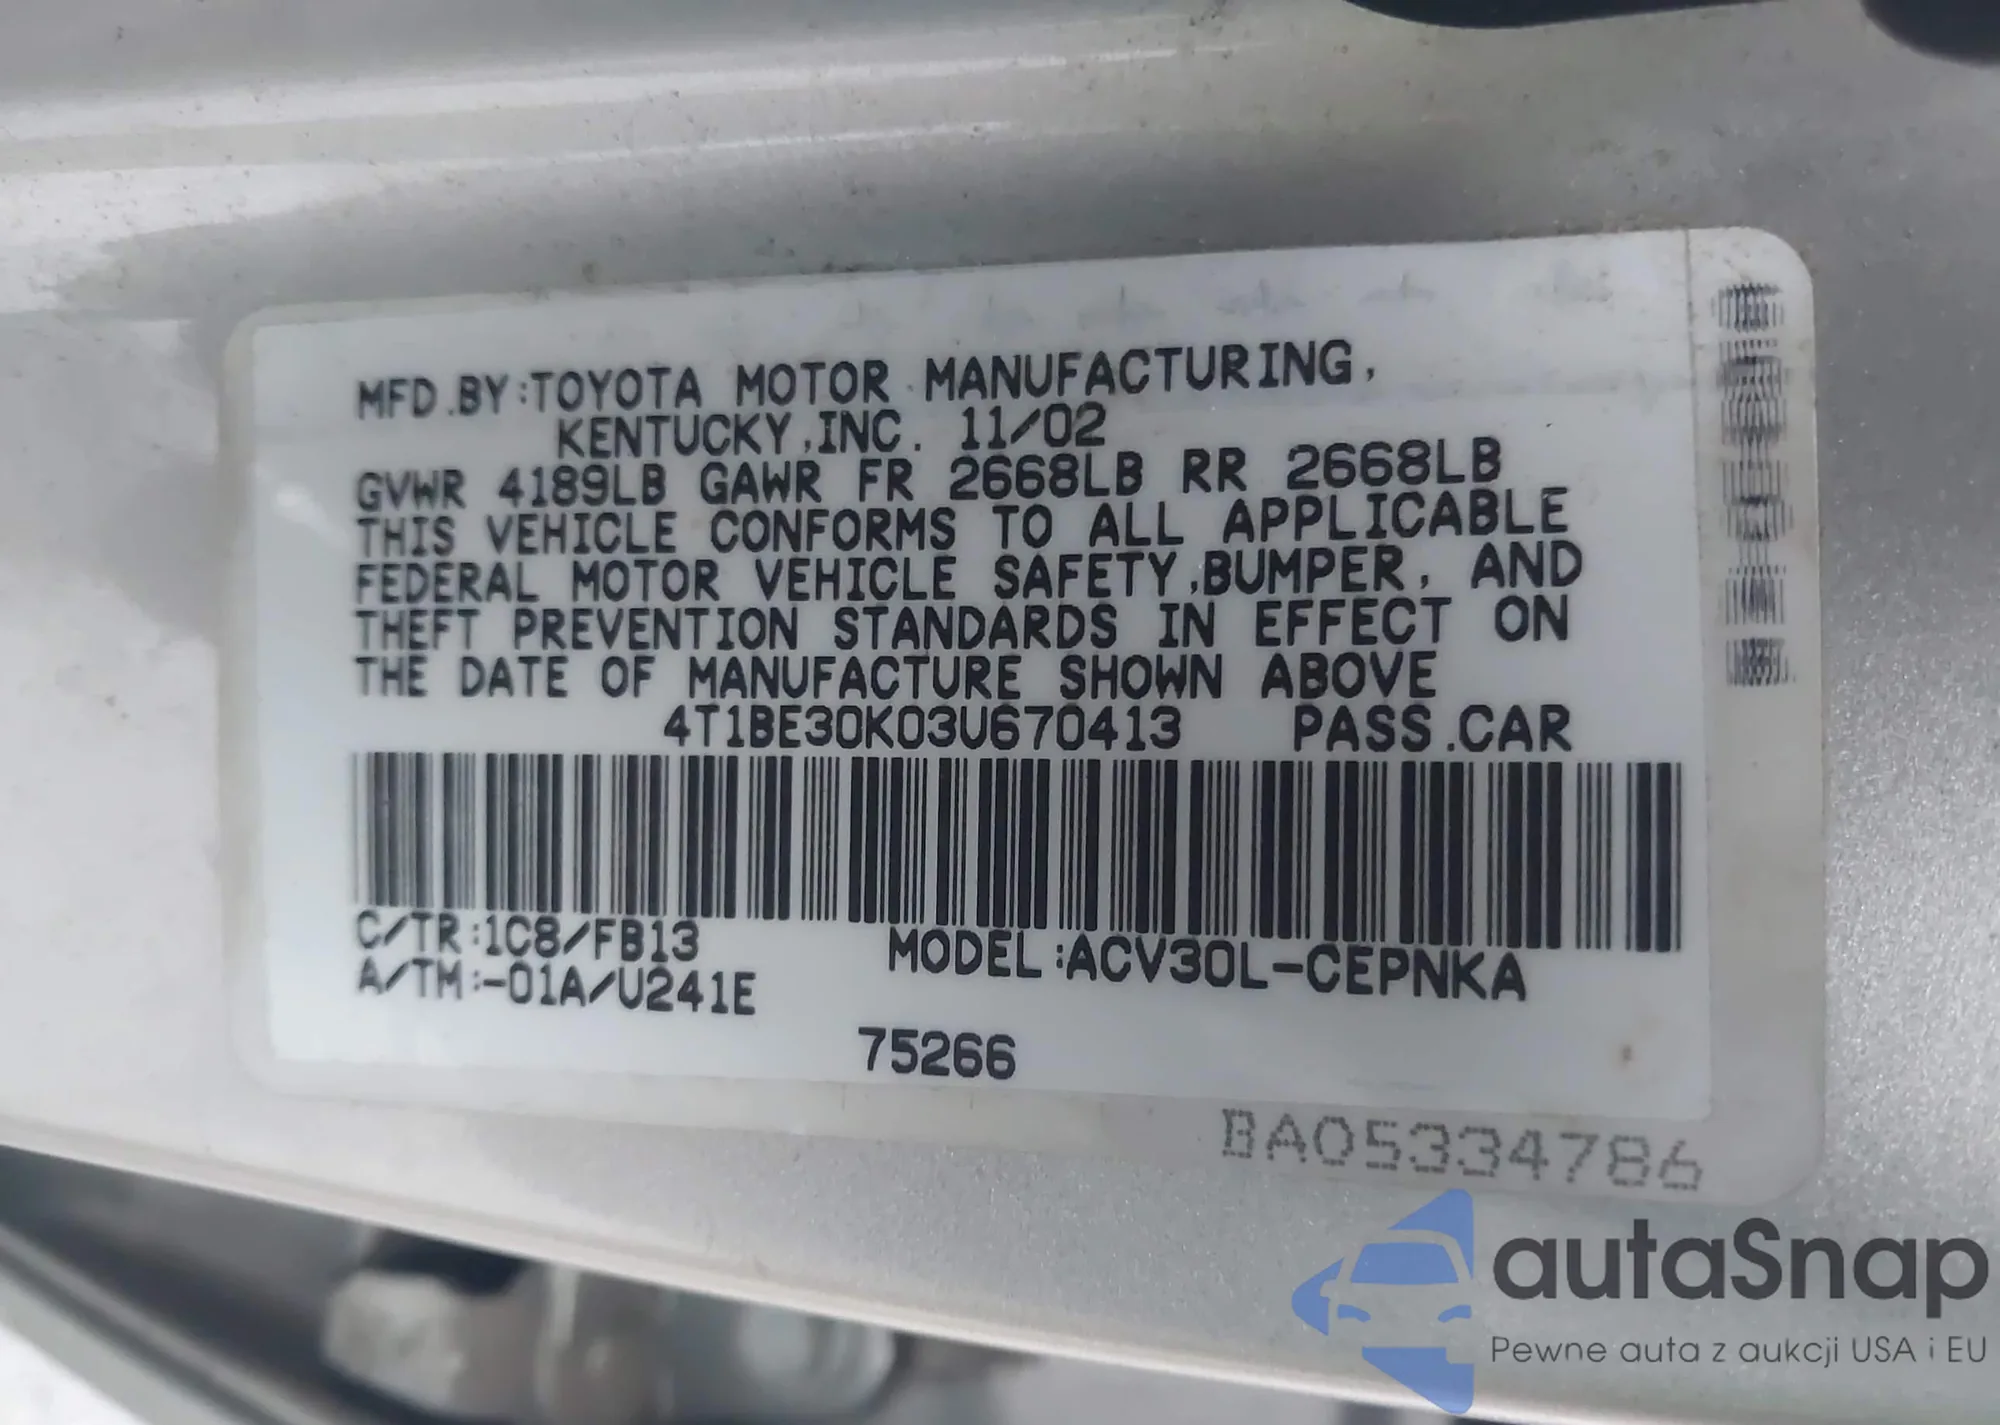 MFD.BY:TOYOTA MOTOR MANUFACTURING,
KENTUCKY,INC. 11/02
GVWR 4189LB GAWR FR 2668LB RR 2668LB
THIS VEHICLE CONFORMS TO ALL APPLICABLE
FEDERAL MOTOR VEHICLE SAFETY,BUMPER, AND
THEFT PREVENTION STANDARDS IN EFFECT ON
THE DATE OF MANUFACTURE SHOWN ABOVE
4T1BE30K03U670413 PASS.CAR
C/TR:1C8/FB13
MODEL:ACV30L-CEPNKA
A/TM:-01A/U241E
75266
BA05334786
autaSnap
Pewne auta z aukcji USA i EU